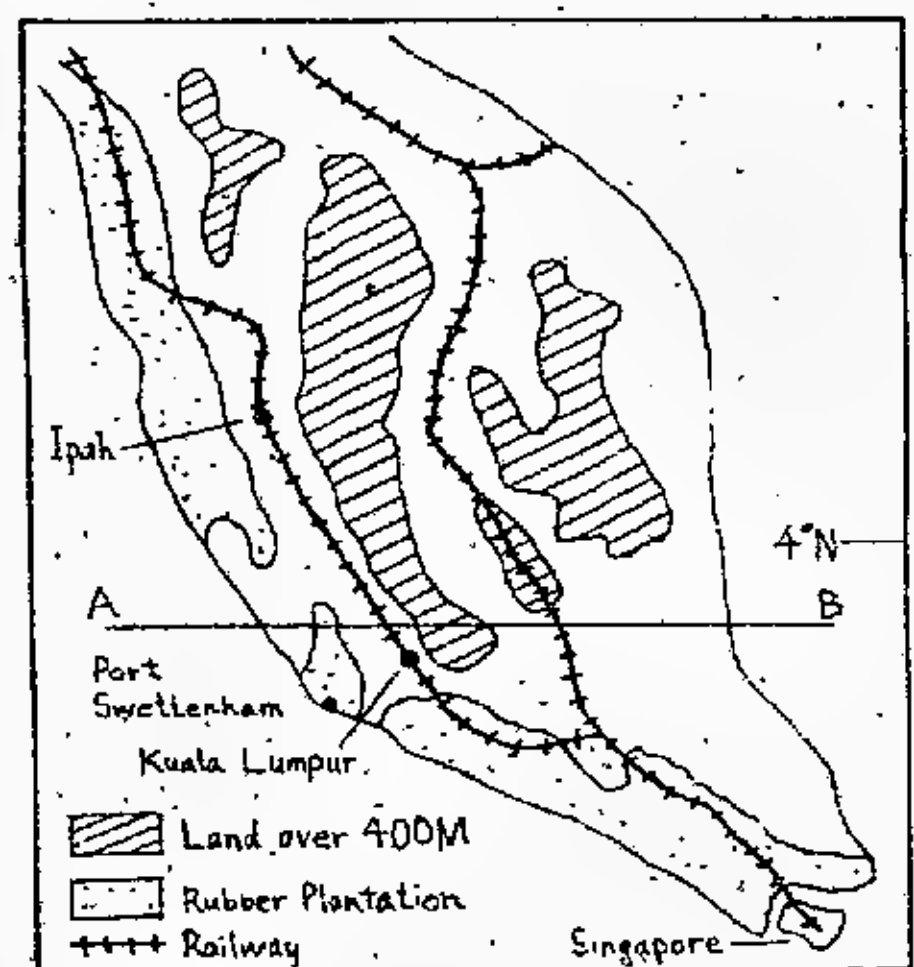 Ipah
4°N
A
B
Port
Swettenham
Kuala Lumpur
Land over 400M
Rubber Plantation
Railway
Singapore